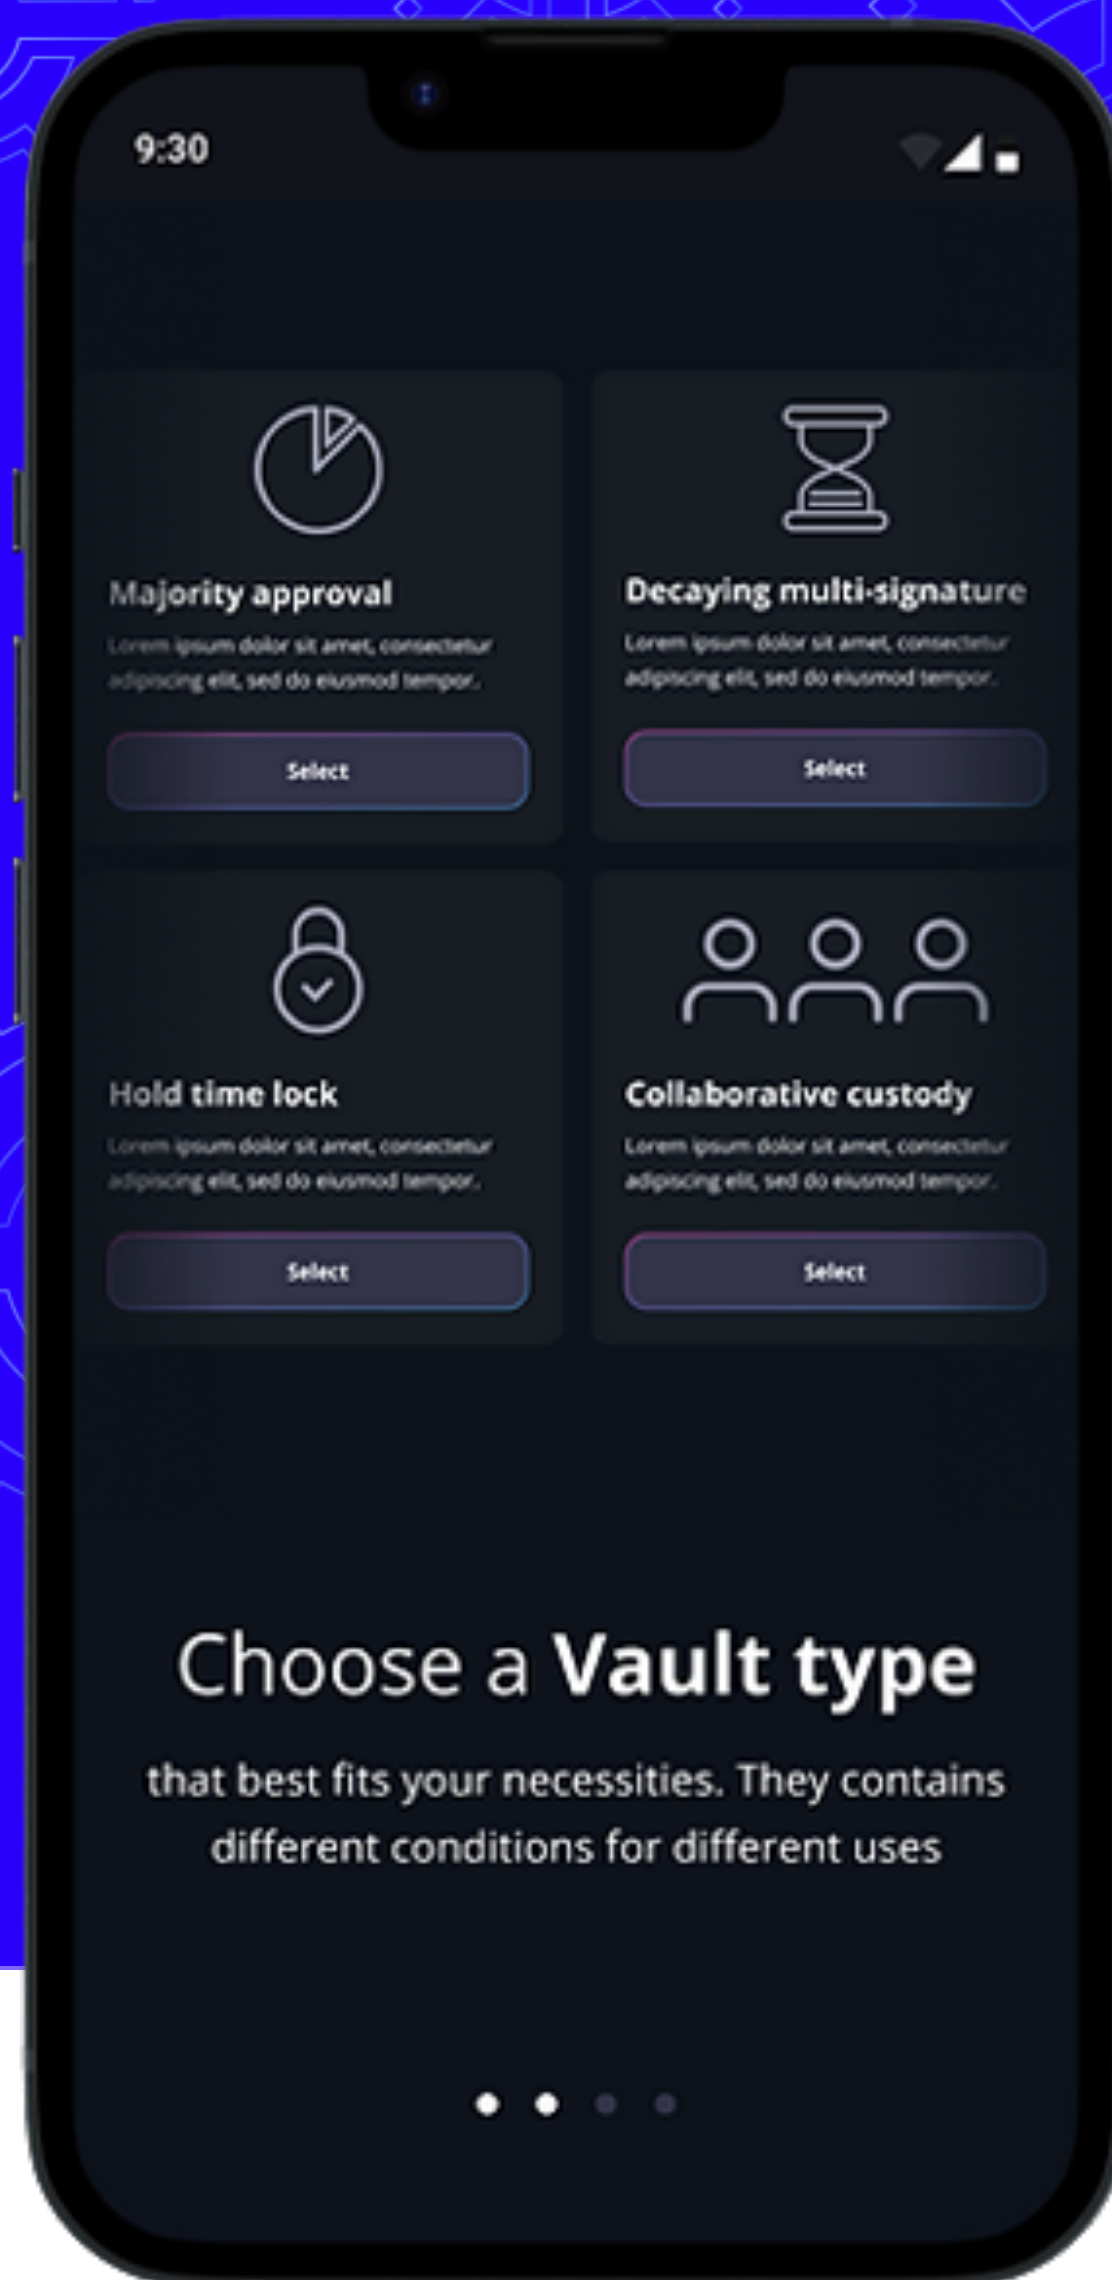 9:30
Majority approval
Lorem ipsum dolor sit amet, consectetur
adipiscing elit, sed do eiusmod tempor.
Select
Decaying multi-signature
Lorem ipsum dolor sit amet, consectetur
adipiscing elit, sed do eiusmod tempor.
Select
Hold time lock
Lorem ipsum dolor sit amet, consectetur
adipiscing elit, sed do eiusmod tempor.
Select
Collaborative custody
Lorem ipsum dolor sit amet, consectetur
adipiscing elit, sed do eiusmod tempor.
Select
Choose a Vault type
that best fits your necessities. They contains
different conditions for different uses